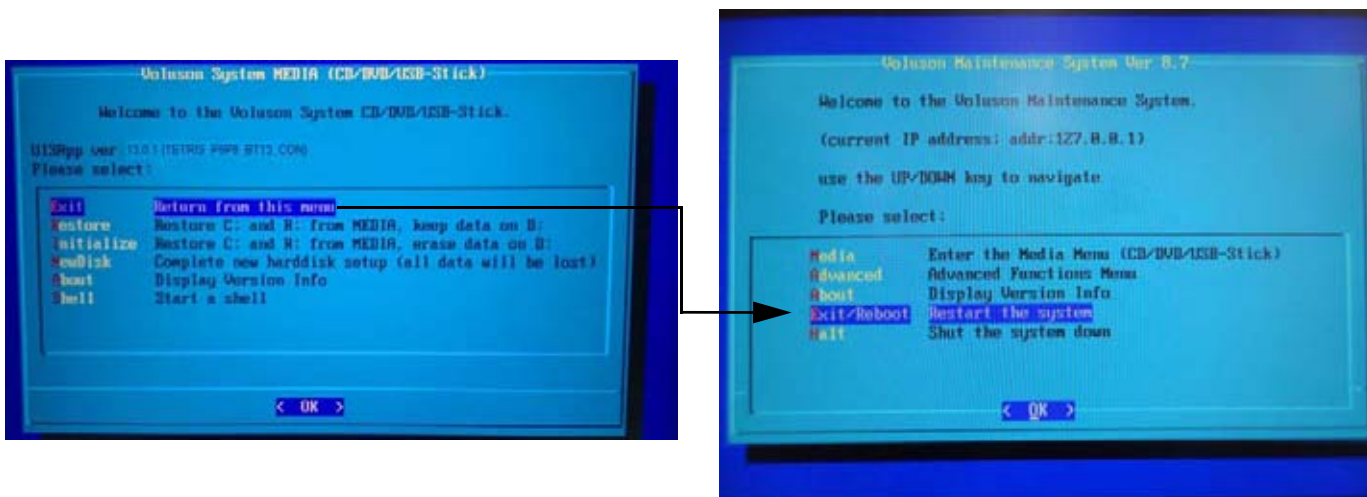 Voluson System MEDIA (CD/DVD/USB-Stick)
Welcome to the Voluson System CD/DVD/USB-Stick.
Please select:
Exit Return from this menu
Restore Restore C: and R: from MEDIA, keep data on D:
Initialize Restore C: and R: from MEDIA, erase data on D:
NewDisk Complete new harddisk setup (all data will be lost)
About Display Version Info
Shell Start a shell
< OK >
Voluson Maintenance System Ver 8.7
Welcome to the Voluson Maintenance System.
(current IP address: addr:127.0.0.1)
use the UP/DOWN key to navigate
Please select:
Media Enter the Media Menu (CD/DVD/USB-Stick)
Advanced Advanced Functions Menu
About Display Version Info
Exit/Reboot Restart the system
Halt Shut the system down
< OK >